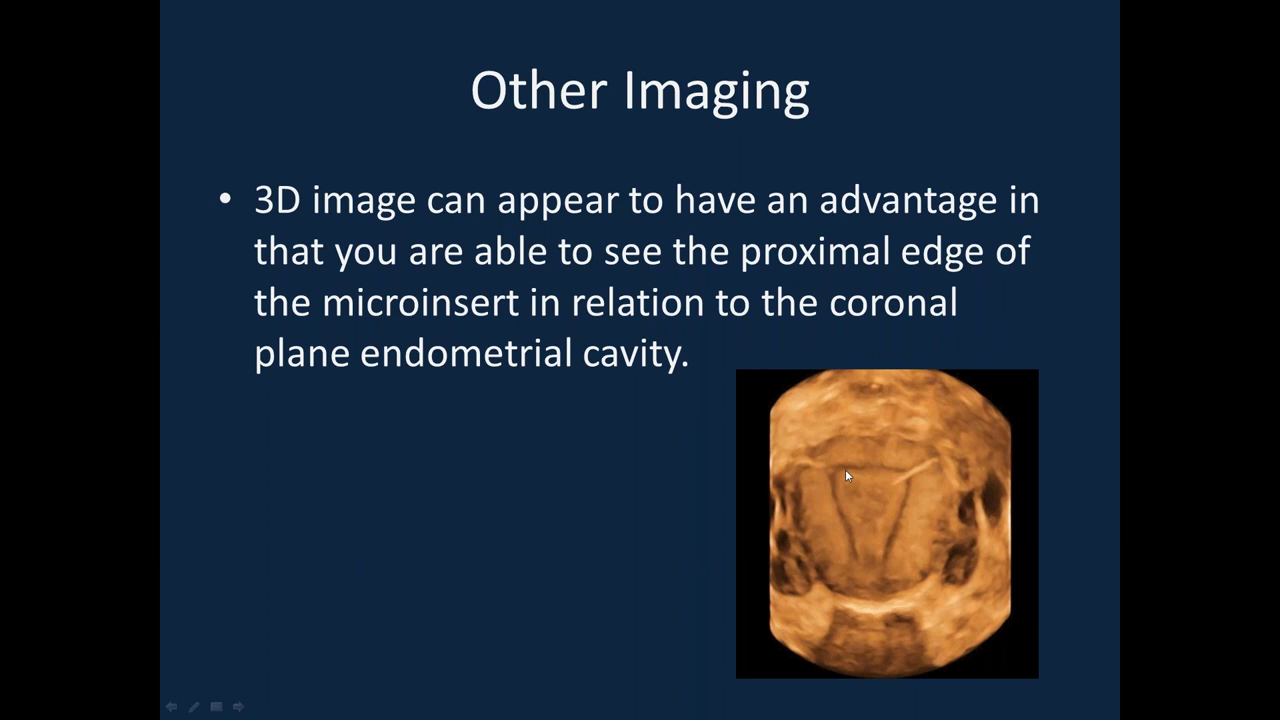 Other Imaging
• 3D image can appear to have an advantage in
that you are able to see the proximal edge of
the microinsert in relation to the coronal
plane endometrial cavity.